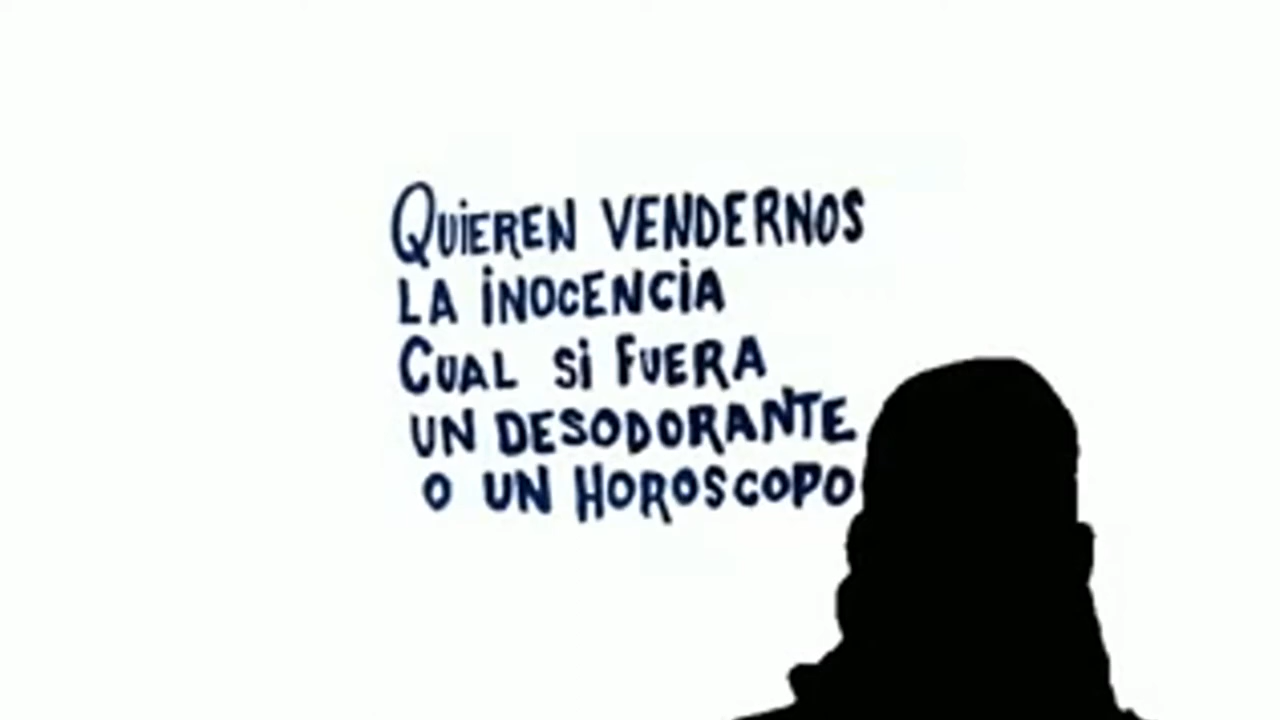 QUiEREN VENDERNOS
LA iNOCENCiA
CUAL Si FUERA
UN DESODORANTE
O UN HOROSCOPO